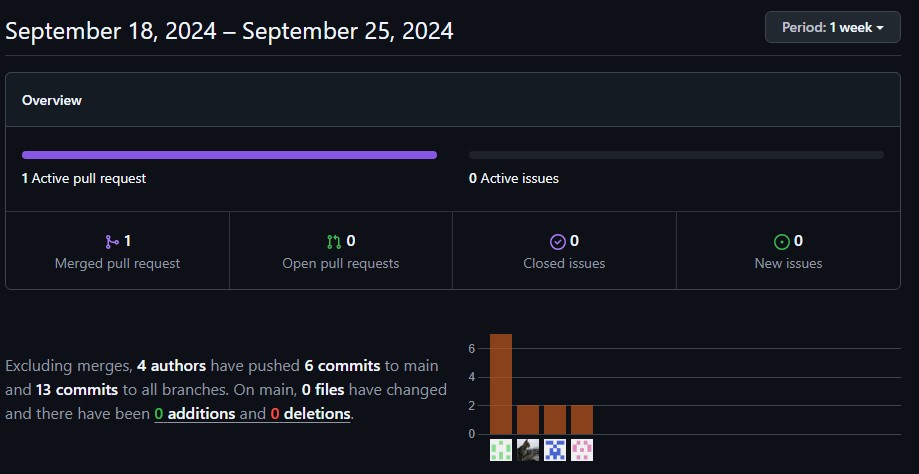 September 18, 2024 – September 25, 2024
Period: 1 week
Overview
1 Active pull request
0 Active issues
1
Merged pull request
0
Open pull requests
0
Closed issues
0
New issues
Excluding merges, 4 authors have pushed 6 commits to main
and 13 commits to all branches. On main, 0 files have changed
and there have been 0 additions and 0 deletions.
6
4
2
0